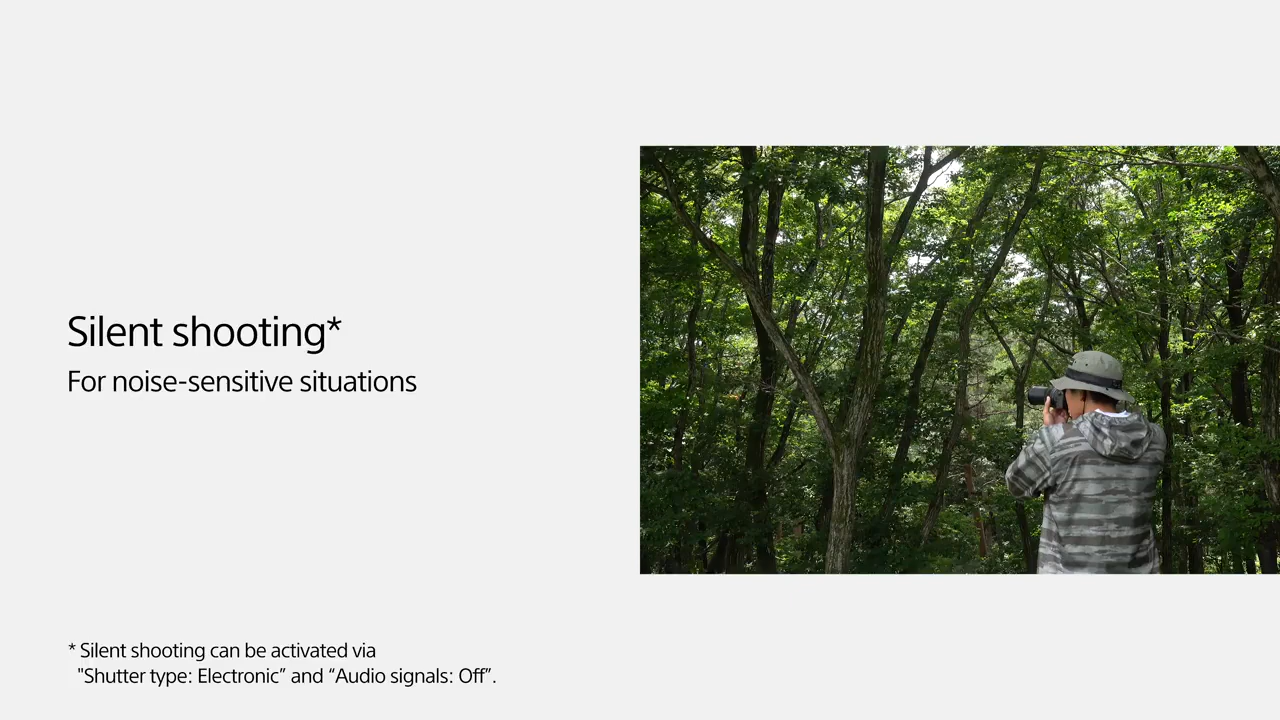 Silent shooting*
For noise-sensitive situations
* Silent shooting can be activated via
"Shutter type: Electronic” and “Audio signals: Off”.